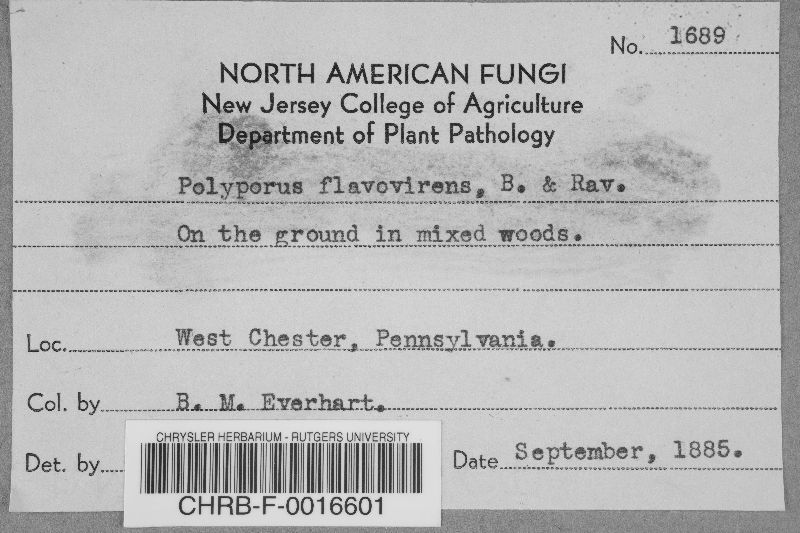 No. 1689
NORTH AMERICAN FUNGI
New Jersey College of Agriculture
Department of Plant Pathology
Polyporus flavovirens, B. & Rav.
On the ground in mixed woods.
Loc. West Chester, Pennsylvania.
Col. by B. M. Everhart.
Det. by
Date September, 1885.
CHRYSLER HERBARIUM - RUTGERS UNIVERSITY
CHRB-F-0016601